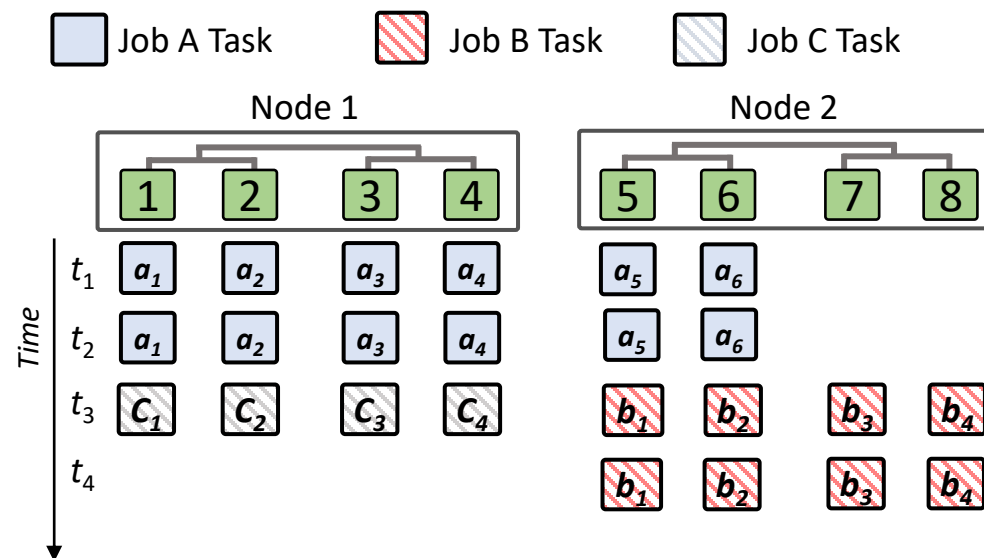 Job A Task Job B Task Job C Task
Node 1 Node 2
1 2 3 4 5 6 7 8
t1 a1 a2 a3 a4 a5 a6
t2 a1 a2 a3 a4 a5 a6
t3 C1 C2 C3 C4 b1 b2 b3 b4
t4 b1 b2 b3 b4
Time